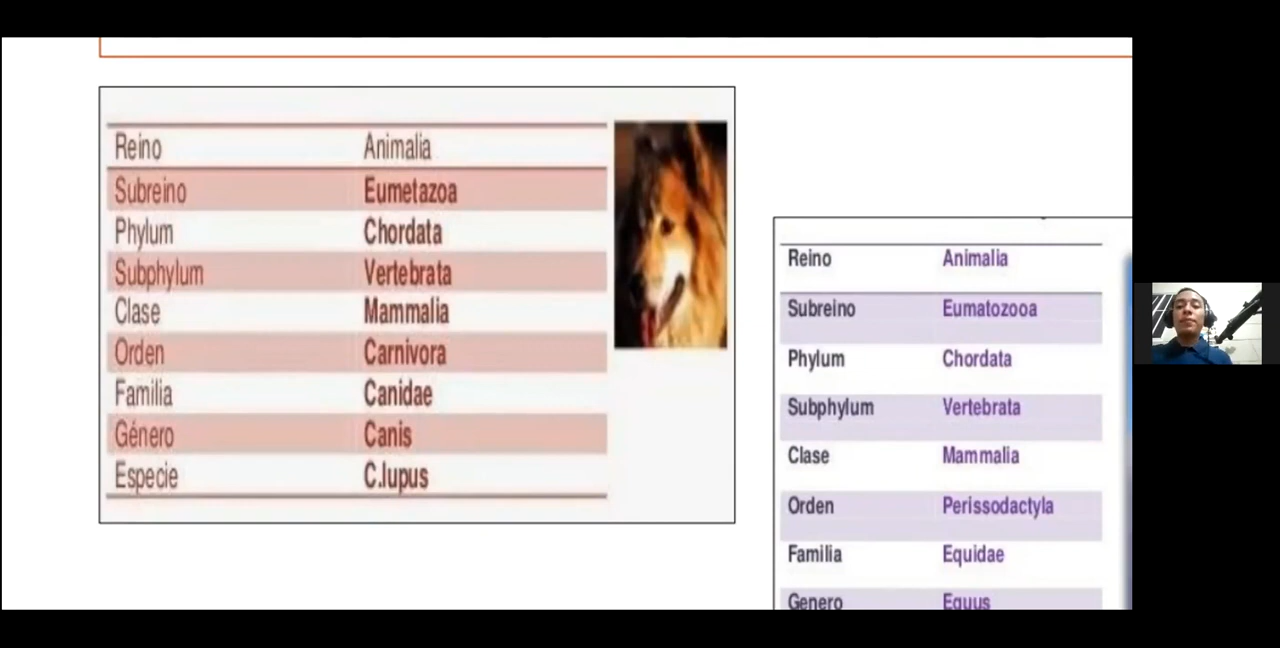 Reino Animalia
Subreino Eumetazoa
Phylum Chordata
Subphylum Vertebrata
Clase Mammalia
Orden Carnivora
Familia Canidae
Género Canis
Especie C.lupus
Reino Animalia
Subreino Eumatozooa
Phylum Chordata
Subphylum Vertebrata
Clase Mammalia
Orden Perissodactyla
Familia Equidae
Genero Equus